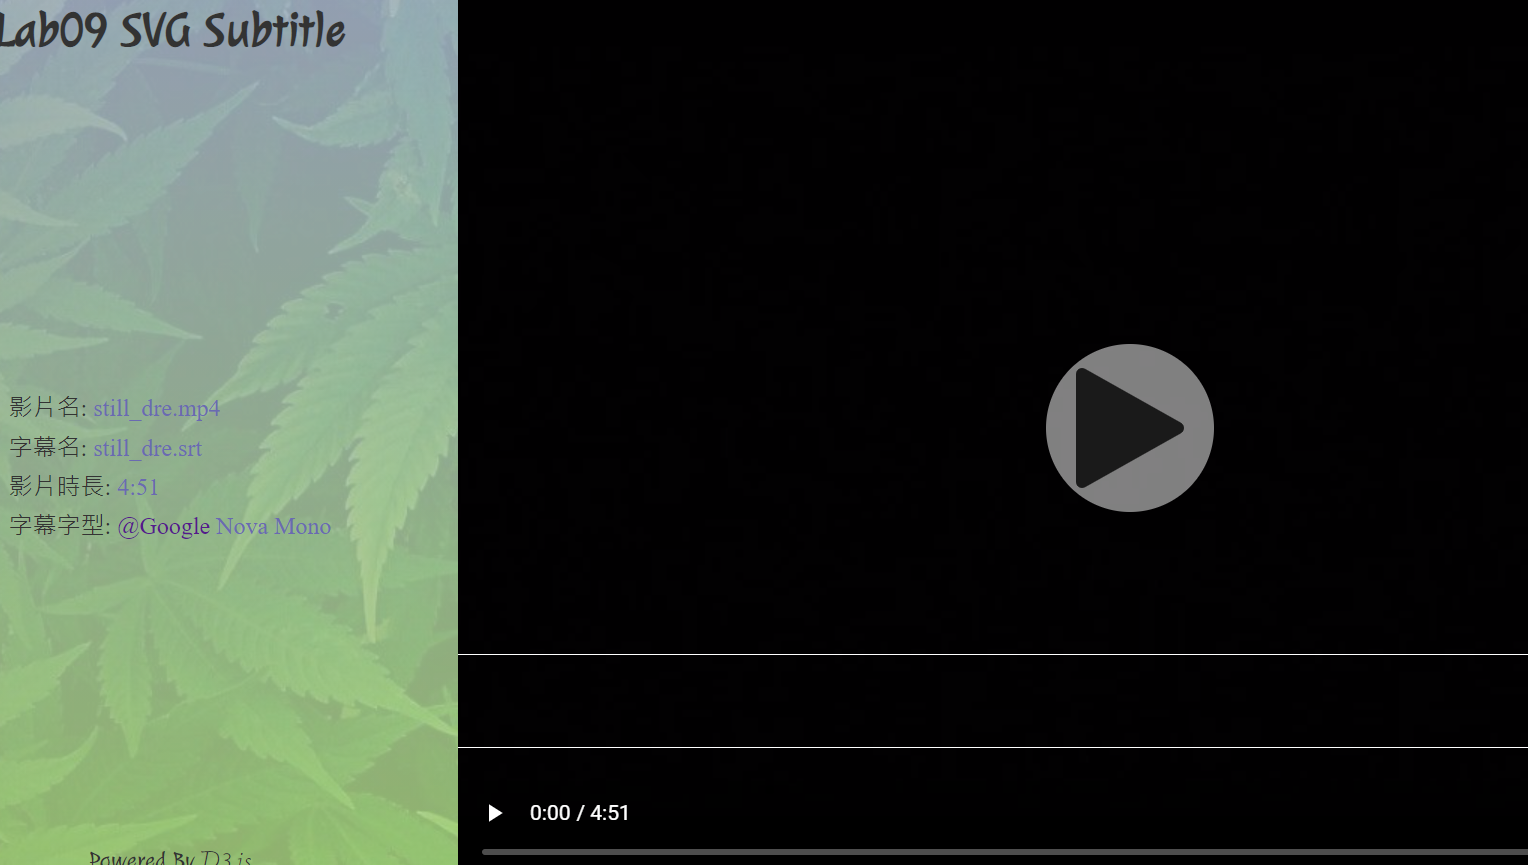 Lab09 SVG Subtitle
影片名: still_dre.mp4
字幕名: still_dre.srt
影片時長: 4:51
字幕字型: @Google Nova Mono
0:00 / 4:51
Powered By D3.js